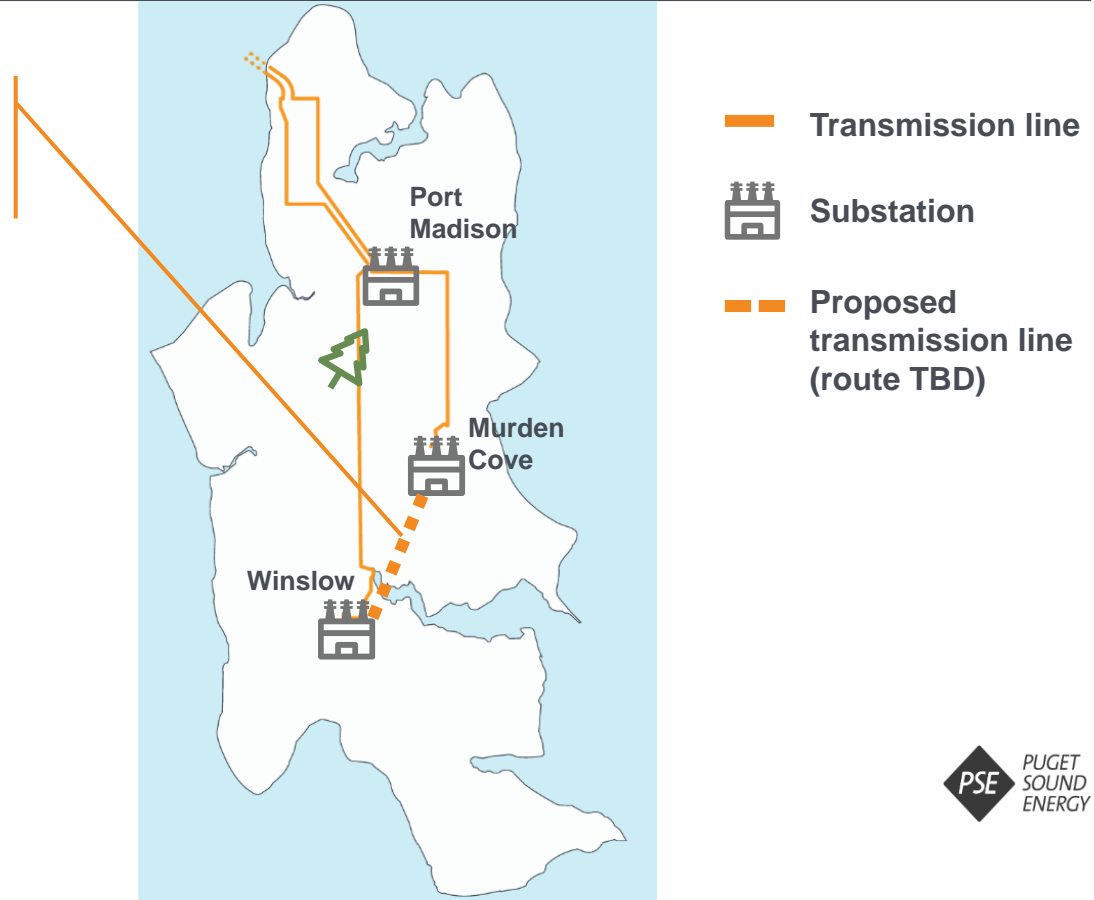 Port
Madison
Murden
Cove
Winslow
Transmission line
Substation
Proposed
transmission line
(route TBD)
PSE
PUGET
SOUND
ENERGY